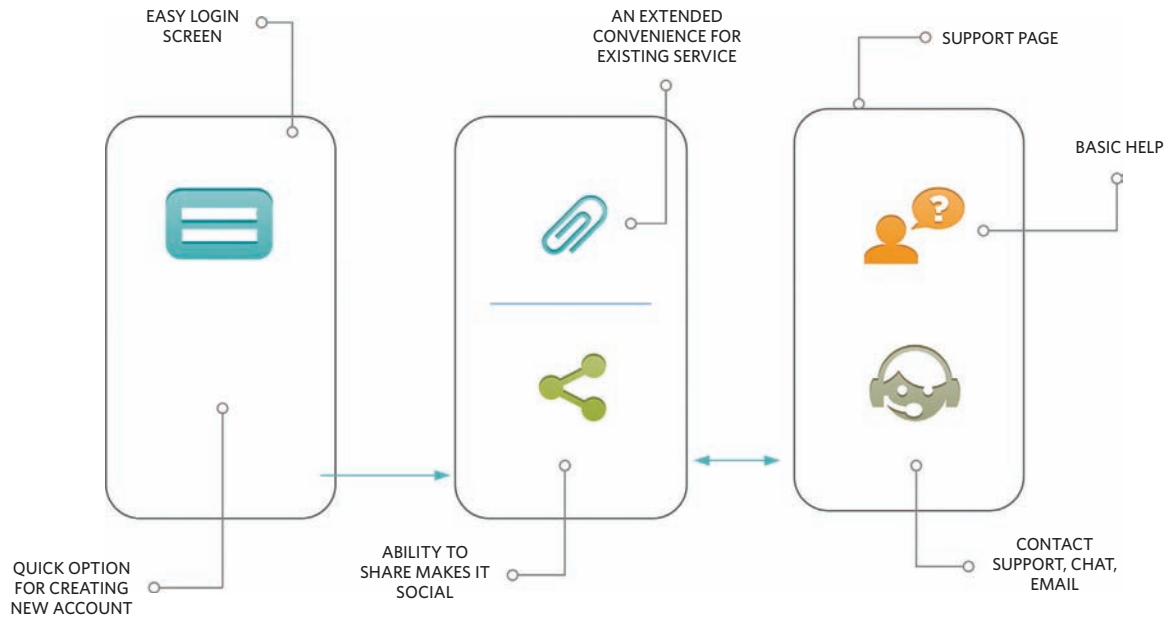 EASY LOGIN
SCREEN
AN EXTENDED
CONVENIENCE FOR
EXISTING SERVICE
SUPPORT PAGE
BASIC HELP
?
QUICK OPTION
FOR CREATING
NEW ACCOUNT
ABILITY TO
SHARE MAKES IT
SOCIAL
CONTACT
SUPPORT, CHAT,
EMAIL